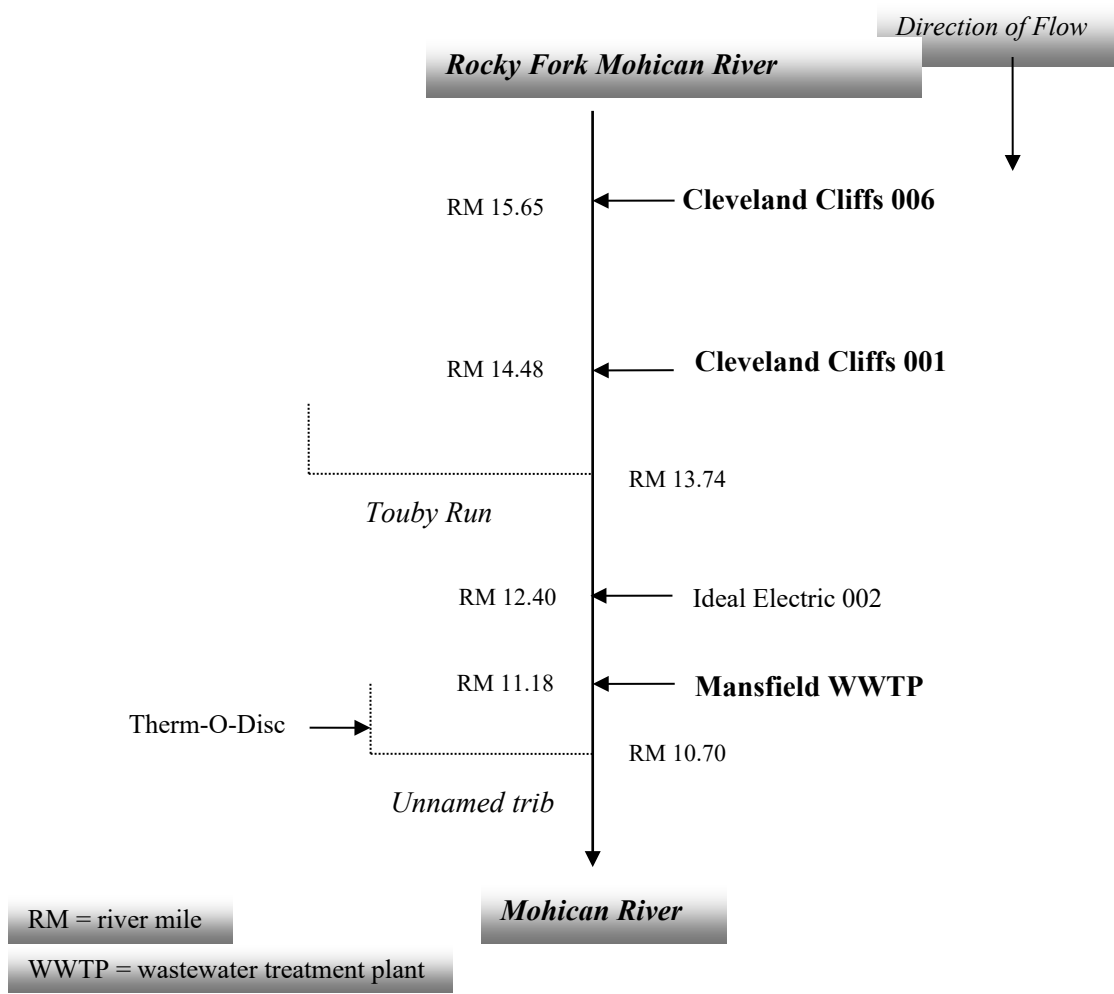 Direction of Flow
Rocky Fork Mohican River
RM 15.65
Cleveland Cliffs 006
RM 14.48
Cleveland Cliffs 001
RM 13.74
Touby Run
RM 12.40
Ideal Electric 002
RM 11.18
Mansfield WWTP
Therm-O-Disc
RM 10.70
Unnamed trib
Mohican River
RM = river mile
WWTP = wastewater treatment plant